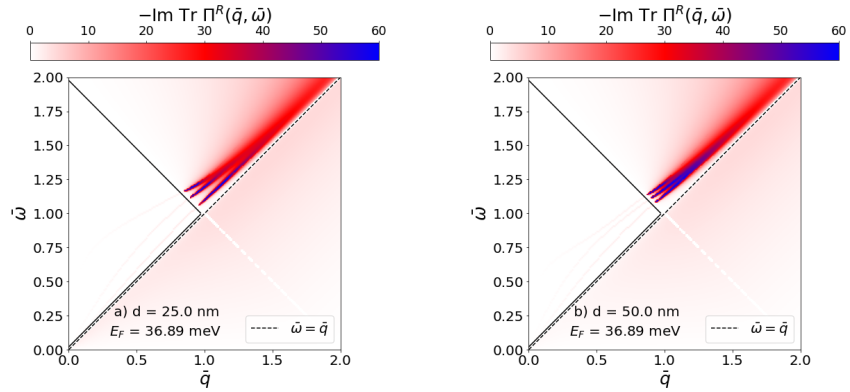 −Im Tr Π^R(q̄, ω̄)
0 10 20 30 40 50 60
2.00
1.75
1.50
1.25
1.00
0.75
0.50
0.25
0.00
ω̄
a) d = 25.0 nm
E_F = 36.89 meV
ω̄ = q̄
0.0 0.5 1.0 1.5 2.0
q̄
−Im Tr Π^R(q̄, ω̄)
0 10 20 30 40 50 60
2.00
1.75
1.50
1.25
1.00
0.75
0.50
0.25
0.00
ω̄
b) d = 50.0 nm
E_F = 36.89 meV
ω̄ = q̄
0.0 0.5 1.0 1.5 2.0
q̄